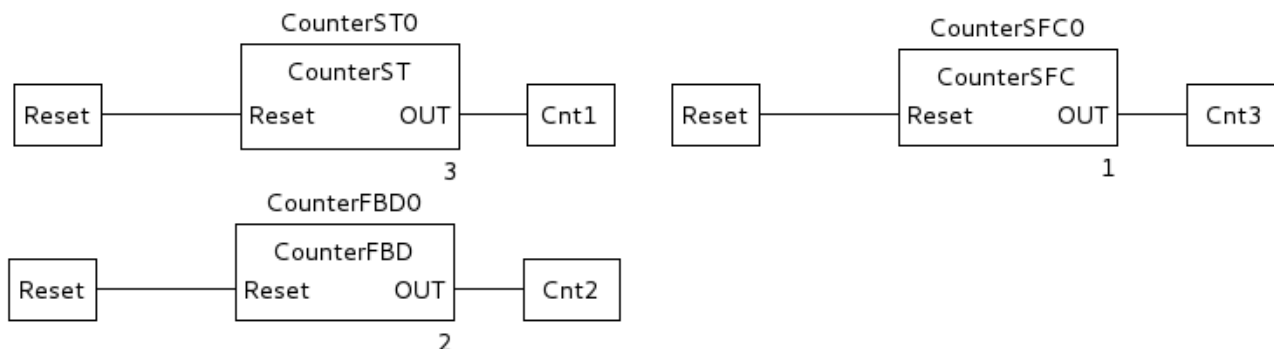 CounterST0
CounterST
Reset
Reset OUT
Cnt1
3
CounterFBD0
CounterFBD
Reset
Reset OUT
Cnt2
2
CounterSFC0
CounterSFC
Reset
Reset OUT
Cnt3
1